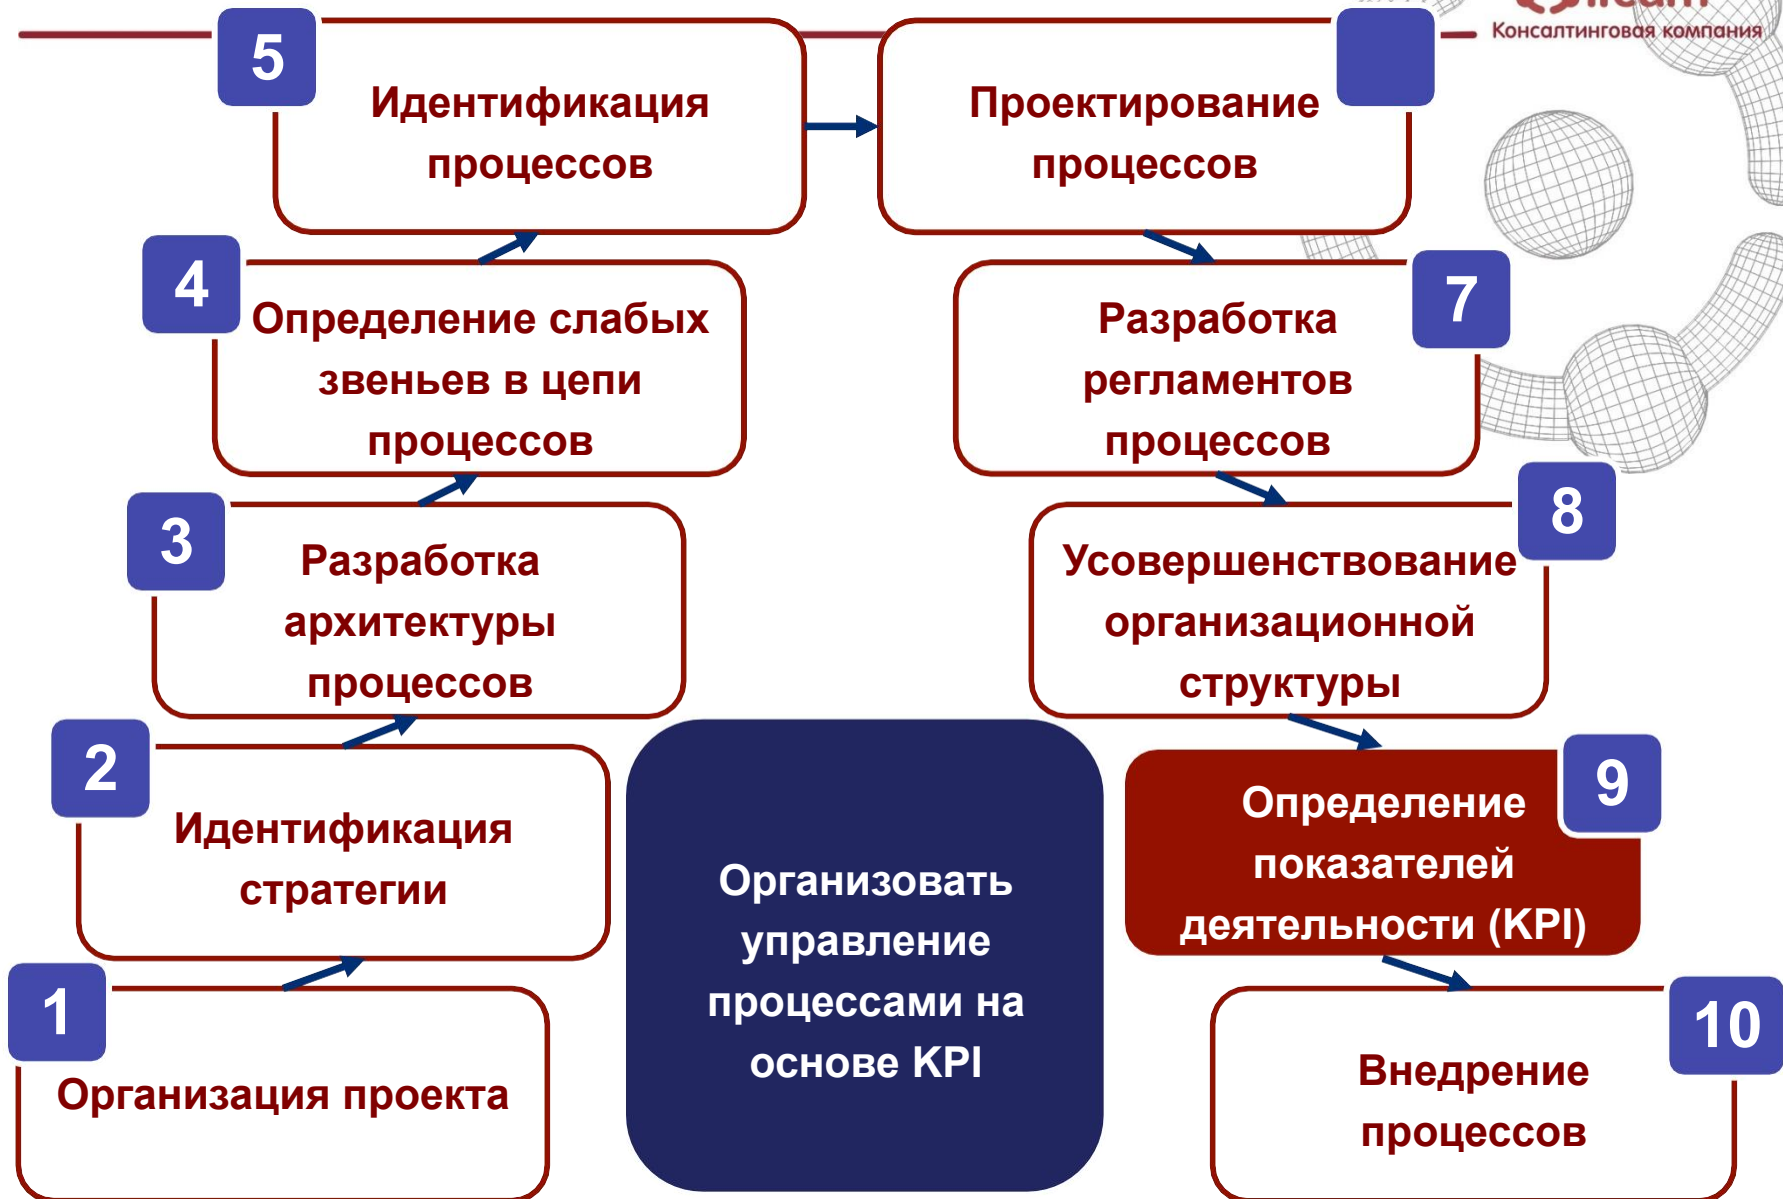 Консалтинговая компания
5
Идентификация
процессов
Проектирование
процессов
4
Определение слабых
звеньев в цепи
процессов
7
Разработка
регламентов
процессов
3
Разработка
архитектуры
процессов
8
Усовершенствование
организационной
структуры
2
Идентификация
стратегии
Организовать
управление
процессами на
основе KPI
9
Определение
показателей
деятельности (KPI)
1
Организация проекта
10
Внедрение
процессов